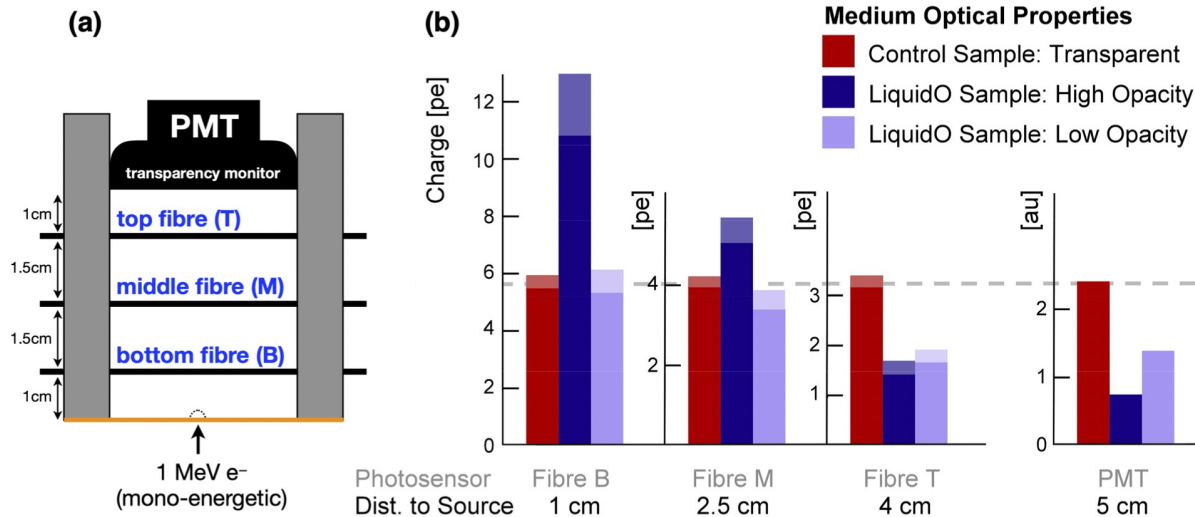 (a)
PMT
transparency monitor
1cm
top fibre (T)
1.5cm
middle fibre (M)
1.5cm
bottom fibre (B)
1cm
1 MeV e⁻
(mono-energetic)
(b)
Medium Optical Properties
Control Sample: Transparent
LiquidO Sample: High Opacity
LiquidO Sample: Low Opacity
Charge [pe]
12
10
8
6
4
2
0
[pe]
4
2
[pe]
3
2
1
[au]
2
1
0
Photosensor Fibre B Fibre M Fibre T PMT
Dist. to Source 1 cm 2.5 cm 4 cm 5 cm